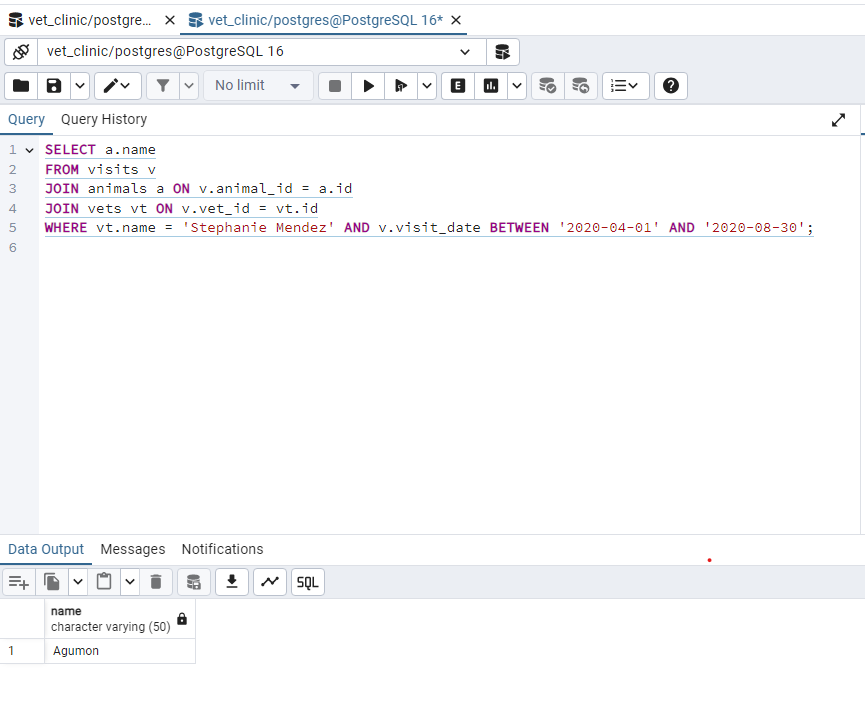 vet_clinic/postgre...
vet_clinic/postgres@PostgreSQL 16*
vet_clinic/postgres@PostgreSQL 16
No limit
E
SQL
Query
Query History
1 SELECT a.name
2 FROM visits v
3 JOIN animals a ON v.animal_id = a.id
4 JOIN vets vt ON v.vet_id = vt.id
5 WHERE vt.name = 'Stephanie Mendez' AND v.visit_date BETWEEN '2020-04-01' AND '2020-08-30';
6
Data Output
Messages
Notifications
name
character varying (50)
1 Agumon